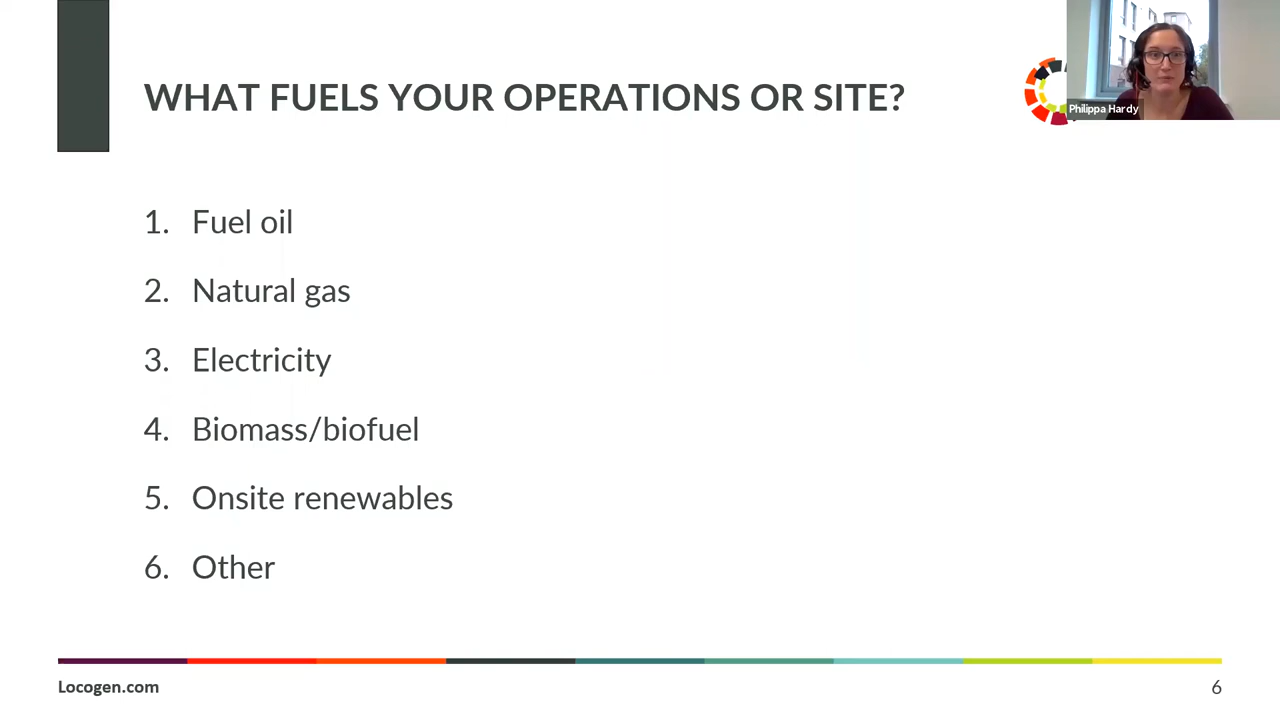 WHAT FUELS YOUR OPERATIONS OR SITE?
Philippa Hardy
1. Fuel oil
2. Natural gas
3. Electricity
4. Biomass/biofuel
5. Onsite renewables
6. Other
Locogen.com
6